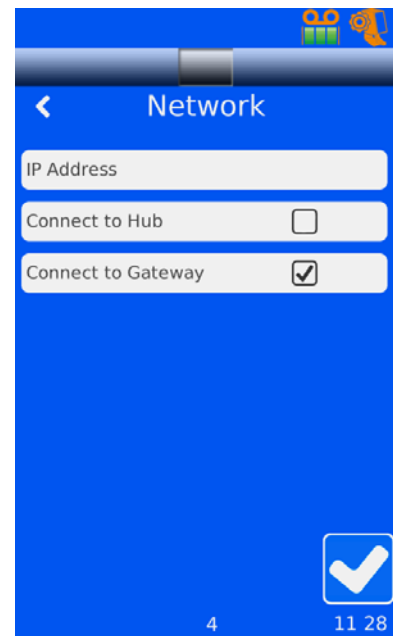 Network
IP Address
Connect to Hub
Connect to Gateway
4
11 28